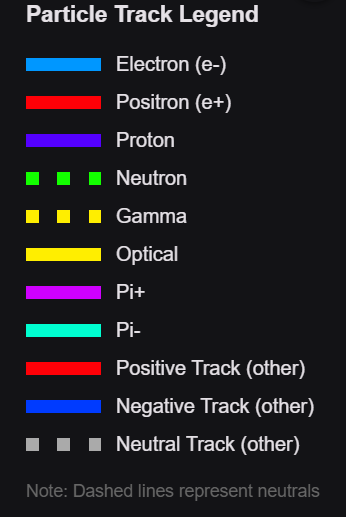 Particle Track Legend
Electron (e-)
Positron (e+)
Proton
Neutron
Gamma
Optical
Pi+
Pi-
Positive Track (other)
Negative Track (other)
Neutral Track (other)
Note: Dashed lines represent neutrals